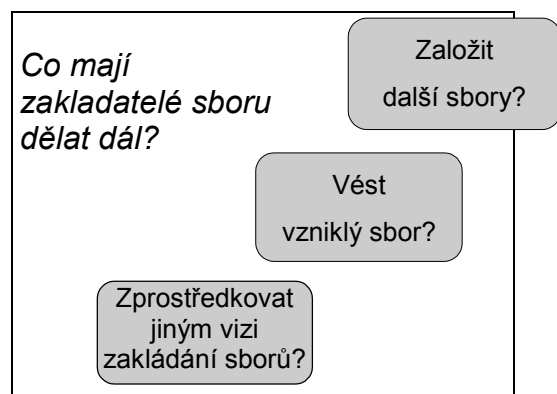 Co mají
zakladatelé sboru
dělat dál?
Založit
další sbory?
Vést
vzniklý sbor?
Zprostředkovat
jiným vizi
zakládání sborů?